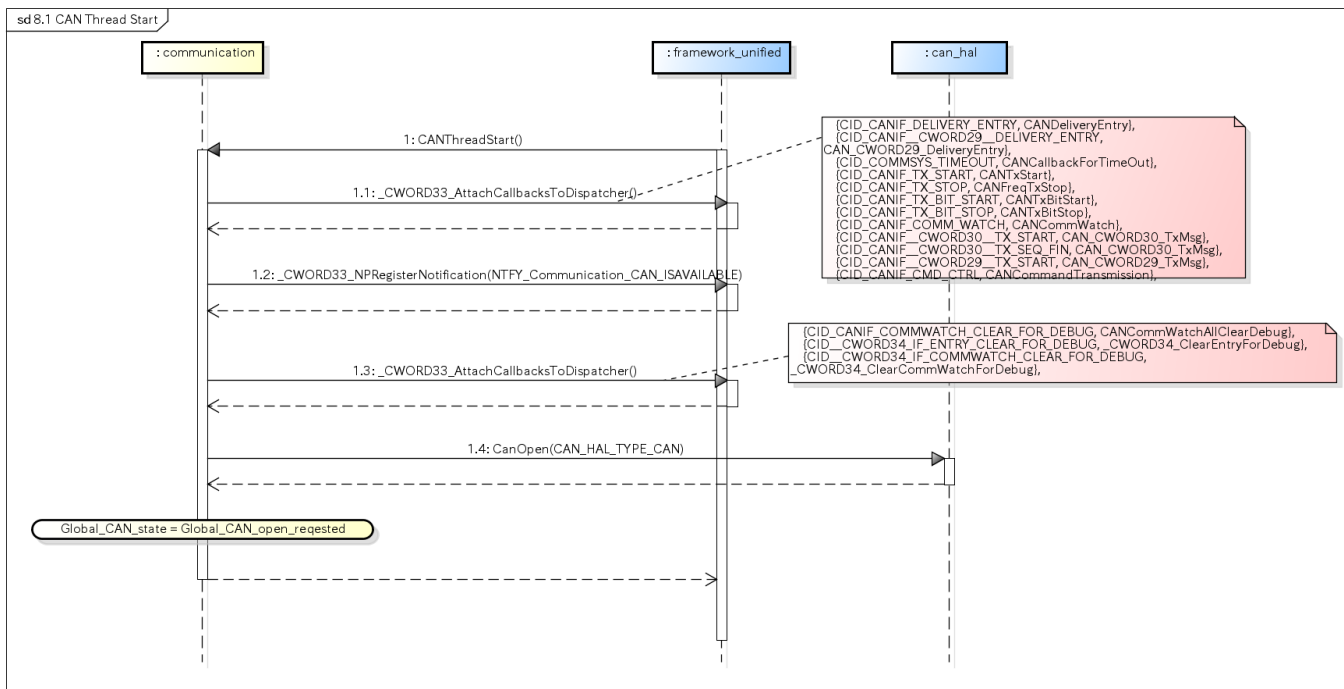 sd 8.1 CAN Thread Start
: communication
: framework_unified
: can_hal
{CID_CANIF_DELIVERY_ENTRY, CANDeliveryEntry},
{CID_CANIF__CWORD29__DELIVERY_ENTRY,
CAN_CWORD29_DeliveryEntry},
{CID_COMMSYS_TIMEOUT, CANCallbackForTimeOut},
{CID_CANIF_TX_START, CANTxStart},
{CID_CANIF_TX_STOP, CANFreqTxStop},
{CID_CANIF_TX_BIT_START, CANTxBitStart},
{CID_CANIF_TX_BIT_STOP, CANTxBitStop},
{CID_CANIF_COMM_WATCH, CANCommWatch},
{CID_CANIF__CWORD30__TX_START, CAN_CWORD30_TxMsg},
{CID_CANIF__CWORD30__TX_SEQ_FIN, CAN_CWORD30_TxMsg},
{CID_CANIF__CWORD29__TX_START, CAN_CWORD29_TxMsg},
{CID_CANIF_CMD_CTRL, CANCommandTransmission},
1: CANThreadStart()
1.1: _CWORD33_AttachCallbacksToDispatcher()
1.2: _CWORD33_NPRegisterNotification(NTFY_Communication_CAN_ISAVAILABLE)
{CID_CANIF_COMMWATCH_CLEAR_FOR_DEBUG, CANCommWatchAllClearDebug},
{CID__CWORD34_IF_ENTRY_CLEAR_FOR_DEBUG, _CWORD34_ClearEntryForDebug},
{CID__CWORD34_IF_COMMWATCH_CLEAR_FOR_DEBUG,
_CWORD34_ClearCommWatchForDebug},
1.3: _CWORD33_AttachCallbacksToDispatcher()
1.4: CanOpen(CAN_HAL_TYPE_CAN)
Global_CAN_state = Global_CAN_open_reqested